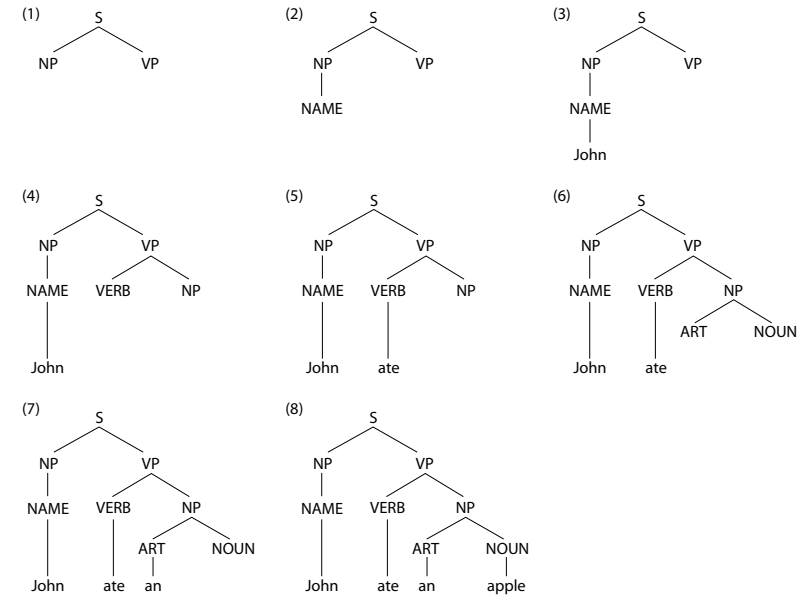 (1) S (2) S (3) S
NP VP NP VP NP VP
NAME NAME
John
(4) S (5) S (6) S
NP VP NP VP NP VP
NAME VERB NP NAME VERB NP NAME VERB NP
ART NOUN
John John ate John ate
(7) S (8) S
NP VP NP VP
NAME VERB NP NAME VERB NP
ART NOUN ART NOUN
John ate an John ate an apple